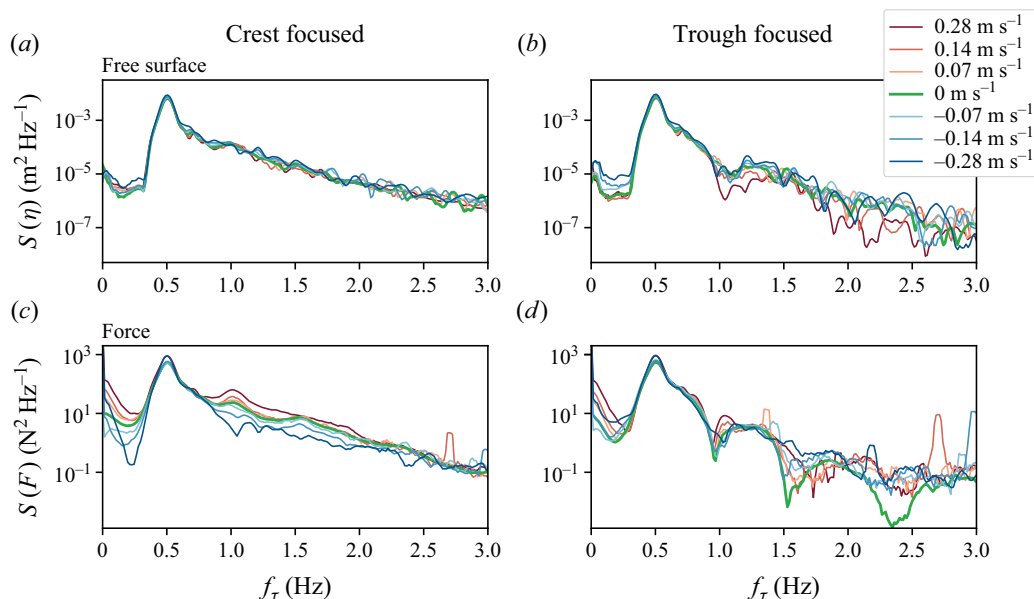 Crest focused
Trough focused
(a)
(b)
Free surface
0.28 m s⁻¹
0.14 m s⁻¹
0.07 m s⁻¹
0 m s⁻¹
–0.07 m s⁻¹
–0.14 m s⁻¹
–0.28 m s⁻¹
S (η) (m² Hz⁻¹)
10⁻³
10⁻⁵
10⁻⁷
10⁻³
10⁻⁵
10⁻⁷
0 0.5 1.0 1.5 2.0 2.5 3.0
0 0.5 1.0 1.5 2.0 2.5 3.0
(c)
(d)
Force
S (F) (N² Hz⁻¹)
10³
10¹
10⁻¹
10³
10¹
10⁻¹
0 0.5 1.0 1.5 2.0 2.5 3.0
0 0.5 1.0 1.5 2.0 2.5 3.0
f_τ (Hz)
f_τ (Hz)